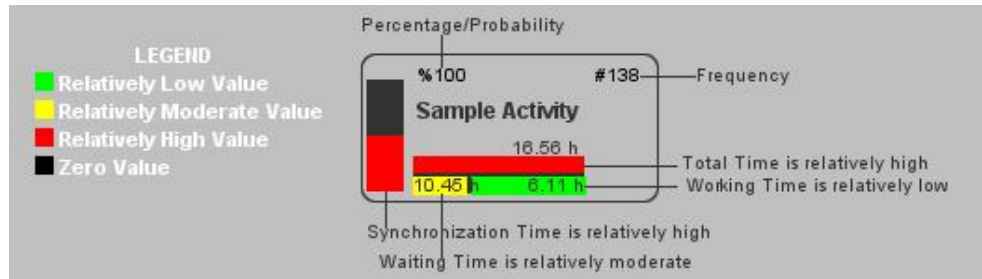 Percentage/Probability
LEGEND
Relatively Low Value
Relatively Moderate Value
Relatively High Value
Zero Value
%100 #138 Frequency
Sample Activity
16.56 h
Total Time is relatively high
10.45 h 6.11 h Working Time is relatively low
Synchronization Time is relatively high
Waiting Time is relatively moderate